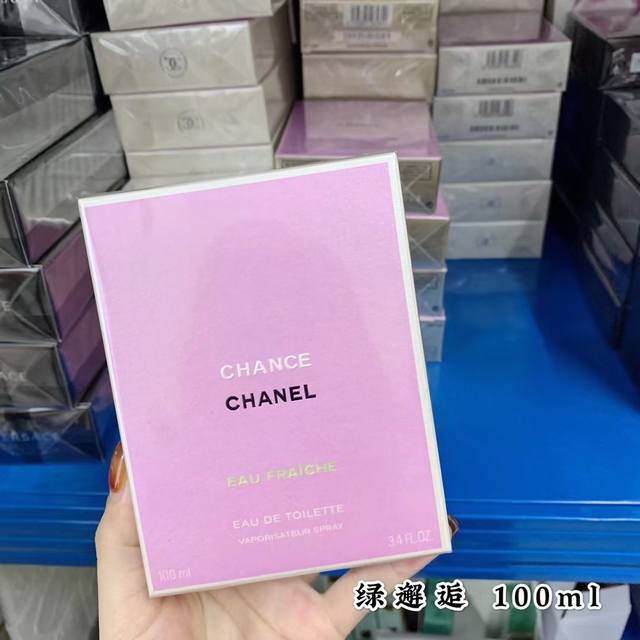 CHANCE
CHANEL
EAU FRAÎCHE
EAU DE TOILETTE
VAPORISATEUR SPRAY
100 ml
3.4 FL.OZ.
绿邂逅 100ml